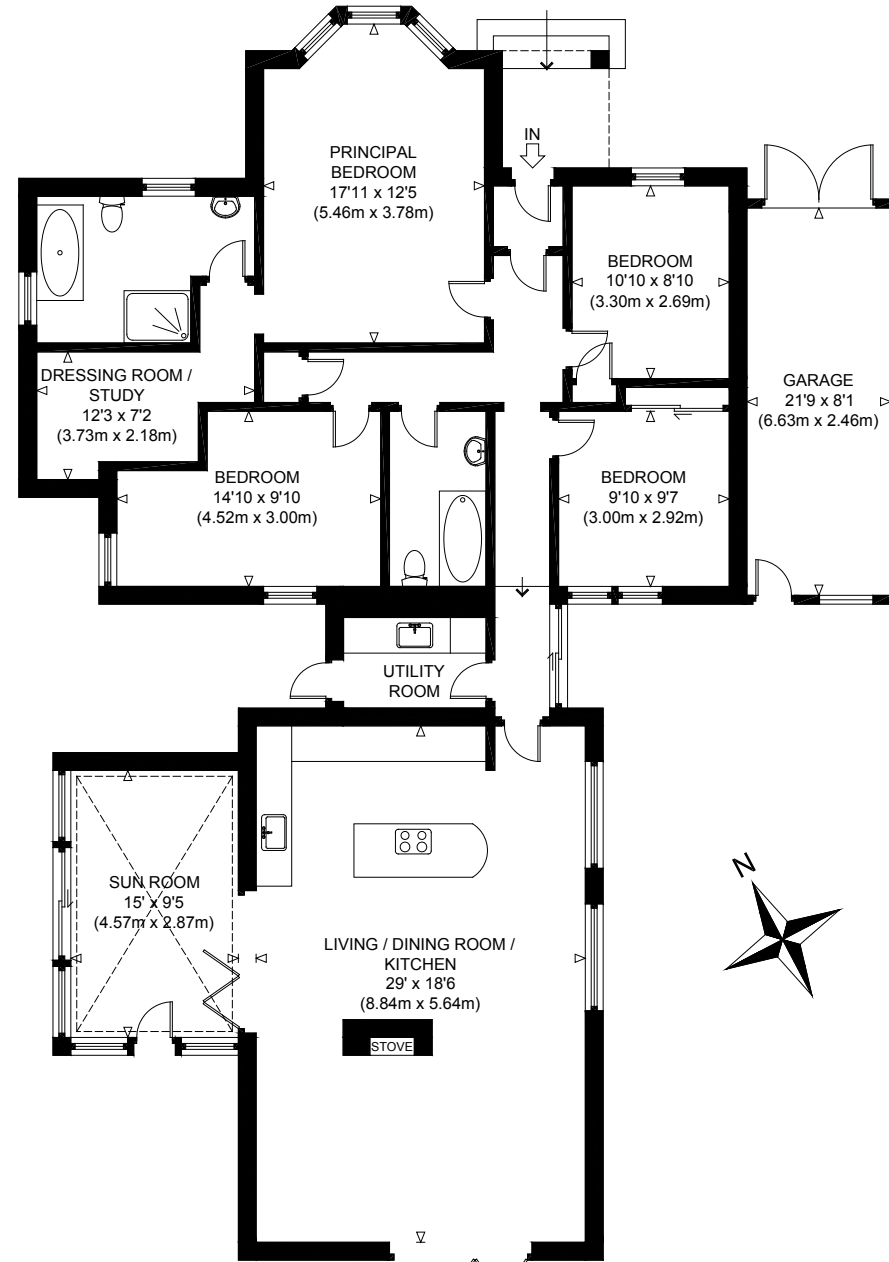 IN
PRINCIPAL
BEDROOM
17'11 x 12'5
(5.46m x 3.78m)
BEDROOM
10'10 x 8'10
(3.30m x 2.69m)
DRESSING ROOM /
STUDY
12'3 x 7'2
(3.73m x 2.18m)
GARAGE
21'9 x 8'1
(6.63m x 2.46m)
BEDROOM
14'10 x 9'10
(4.52m x 3.00m)
BEDROOM
9'10 x 9'7
(3.00m x 2.92m)
UTILITY
ROOM
SUN ROOM
15' x 9'5
(4.57m x 2.87m)
N
LIVING / DINING ROOM /
KITCHEN
29' x 18'6
(8.84m x 5.64m)
STOVE